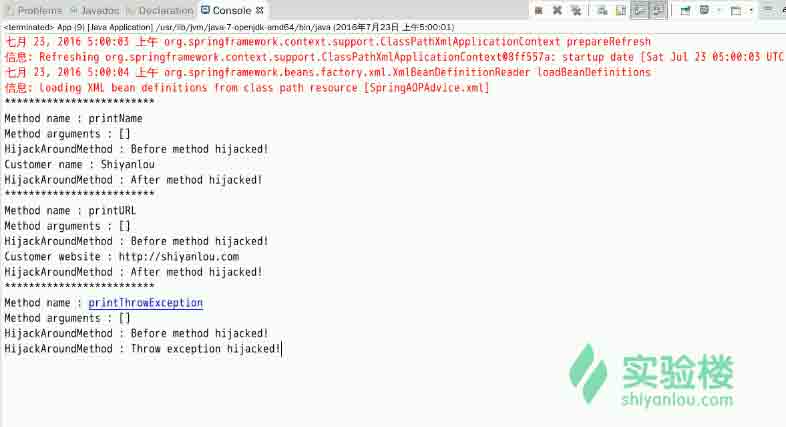 Problems @ Javadoc Declaration Console
<terminated> App (9) [Java Application] /usr/lib/jvm/java-7-openjdk-amd64/bin/java (2016年7月23日 上午5:00:01)
七月 23, 2016 5:00:03 上午 org.springframework.context.support.ClassPathXmlApplicationContext prepareRefresh
信息: Refreshing org.springframework.context.support.ClassPathXmlApplicationContext@8ff557a: startup date [Sat Jul 23 05:00:03 UTC
七月 23, 2016 5:00:04 上午 org.springframework.beans.factory.xml.XmlBeanDefinitionReader loadBeanDefinitions
信息: Loading XML bean definitions from class path resource [SpringAOPAdvice.xml]
*************************
Method name : printName
Method arguments : []
HijackAroundMethod : Before method hijacked!
Customer name : Shiyanlou
HijackAroundMethod : After method hijacked!
*************************
Method name : printURL
Method arguments : []
HijackAroundMethod : Before method hijacked!
Customer website : http://shiyanlou.com
HijackAroundMethod : After method hijacked!
*************************
Method name : printThrowException
Method arguments : []
HijackAroundMethod : Before method hijacked!
HijackAroundMethod : Throw exception hijacked!
实验楼
shiyanlou.com